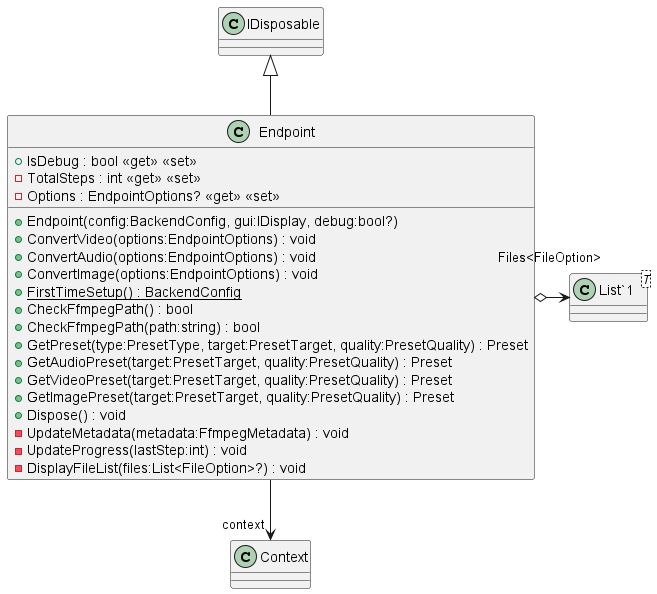 C IDisposable
C Endpoint
IsDebug : bool «get» «set»
TotalSteps : int «get» «set»
Options : EndpointOptions? «get» «set»
Endpoint(config:BackendConfig, gui:IDisplay, debug:bool?)
ConvertVideo(options:EndpointOptions) : void
ConvertAudio(options:EndpointOptions) : void
ConvertImage(options:EndpointOptions) : void
FirstTimeSetup() : BackendConfig
CheckFfmpegPath() : bool
CheckFfmpegPath(path:string) : bool
GetPreset(type:PresetType, target:PresetTarget, quality:PresetQuality) : Preset
GetAudioPreset(target:PresetTarget, quality:PresetQuality) : Preset
GetVideoPreset(target:PresetTarget, quality:PresetQuality) : Preset
GetImagePreset(target:PresetTarget, quality:PresetQuality) : Preset
Dispose() : void
UpdateMetadata(metadata:FfmpegMetadata) : void
UpdateProgress(lastStep:int) : void
DisplayFileList(files:List<FileOption>?) : void
Files<FileOption>
C List`1
T
context
C Context